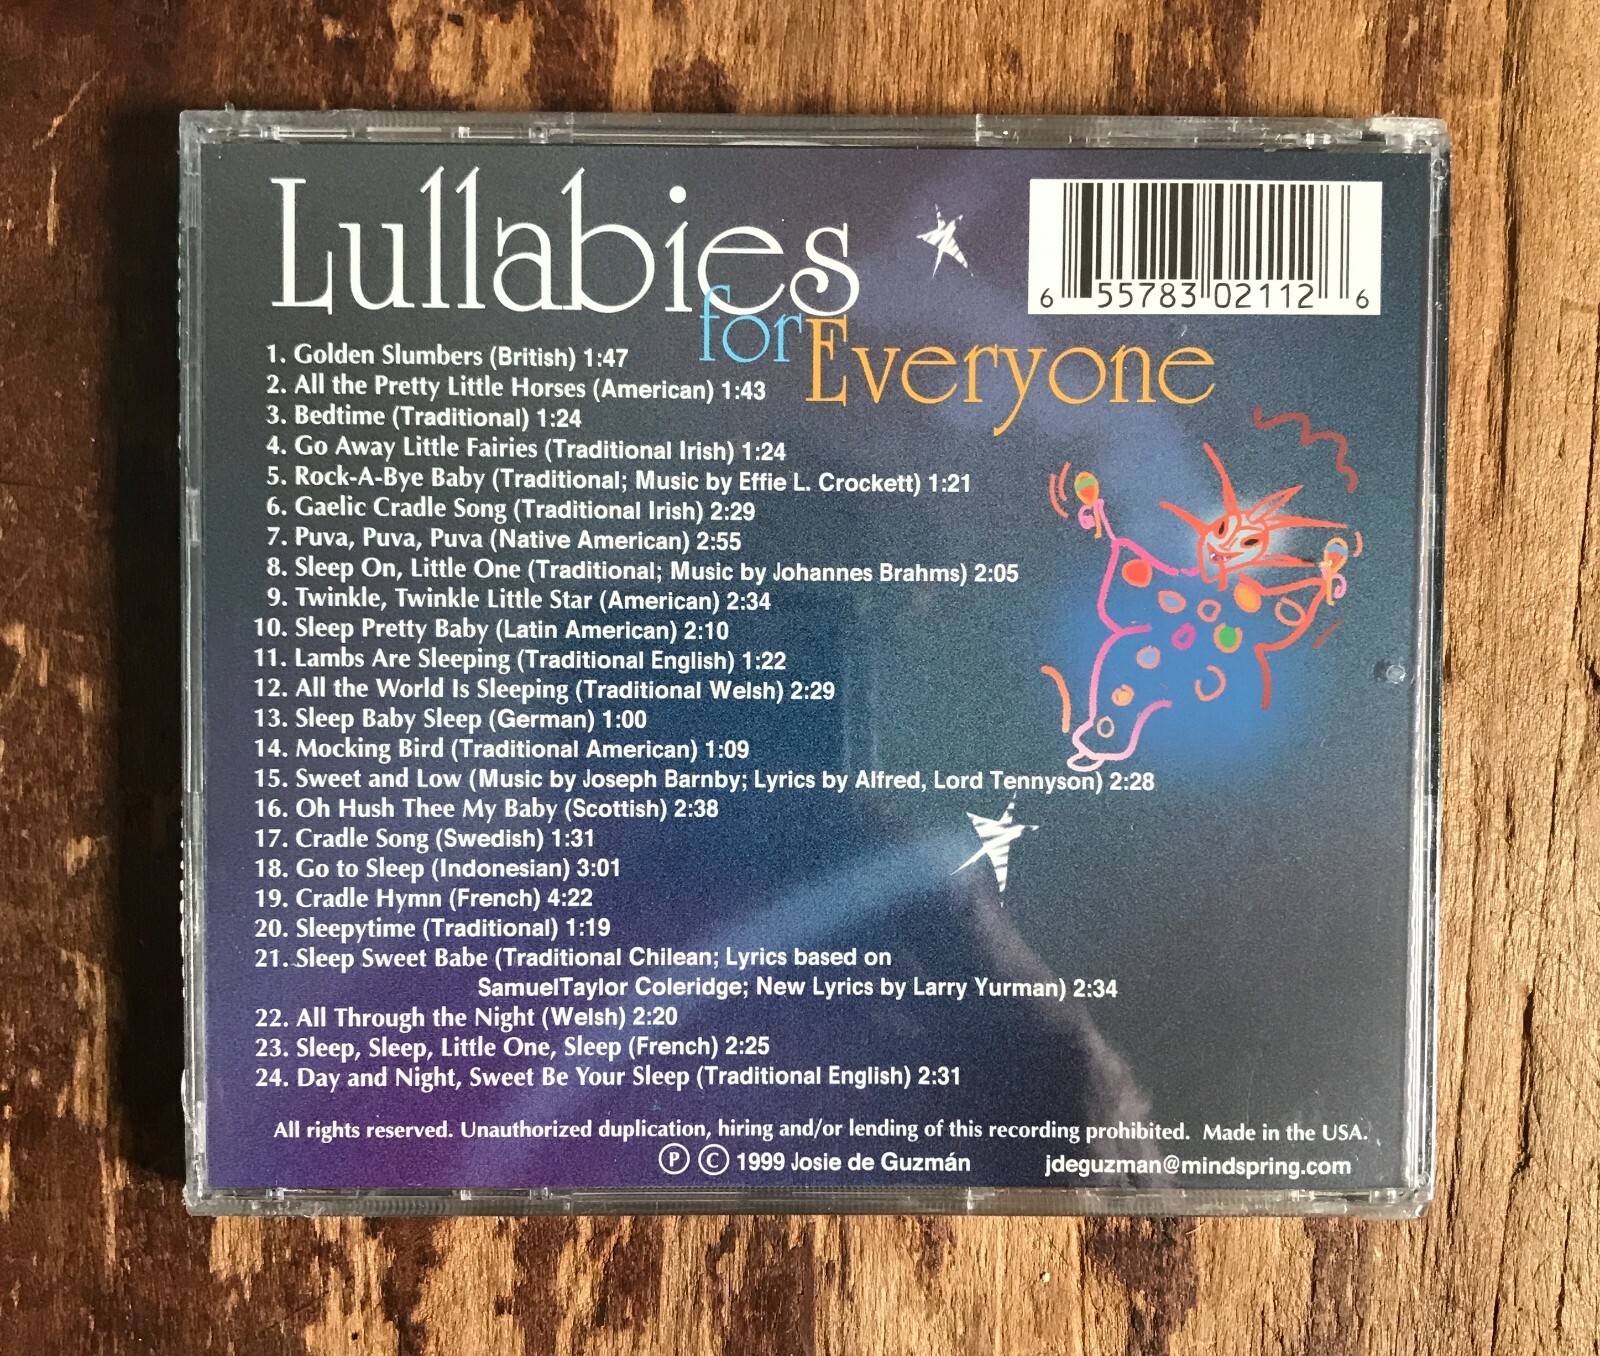 Lullabies
for Everyone
6 55783 02112 6
1. Golden Slumbers (British) 1:47
2. All the Pretty Little Horses (American) 1:43
3. Bedtime (Traditional) 1:24
4. Go Away Little Fairies (Traditional Irish) 1:24
5. Rock-A-Bye Baby (Traditional; Music by Effie L. Crockett) 1:21
6. Gaelic Cradle Song (Traditional Irish) 2:29
7. Puva, Puva, Puva (Native American) 2:55
8. Sleep On, Little One (Traditional; Music by Johannes Brahms) 2:05
9. Twinkle, Twinkle Little Star (American) 2:34
10. Sleep Pretty Baby (Latin American) 2:10
11. Lambs Are Sleeping (Traditional English) 1:22
12. All the World Is Sleeping (Traditional Welsh) 2:29
13. Sleep Baby Sleep (German) 1:00
14. Mocking Bird (Traditional American) 1:09
15. Sweet and Low (Music by Joseph Barnby; Lyrics by Alfred, Lord Tennyson) 2:28
16. Oh Hush Thee My Baby (Scottish) 2:38
17. Cradle Song (Swedish) 1:31
18. Go to Sleep (Indonesian) 3:01
19. Cradle Hymn (French) 4:22
20. Sleepytime (Traditional) 1:19
21. Sleep Sweet Babe (Traditional Chilean; Lyrics based on
SamuelTaylor Coleridge; New Lyrics by Larry Yurman) 2:34
22. All Through the Night (Welsh) 2:20
23. Sleep, Sleep, Little One, Sleep (French) 2:25
24. Day and Night, Sweet Be Your Sleep (Traditional English) 2:31
All rights reserved. Unauthorized duplication, hiring and/or lending of this recording prohibited. Made in the USA.
℗ © 1999 Josie de Guzmán jdeguzman@mindspring.com